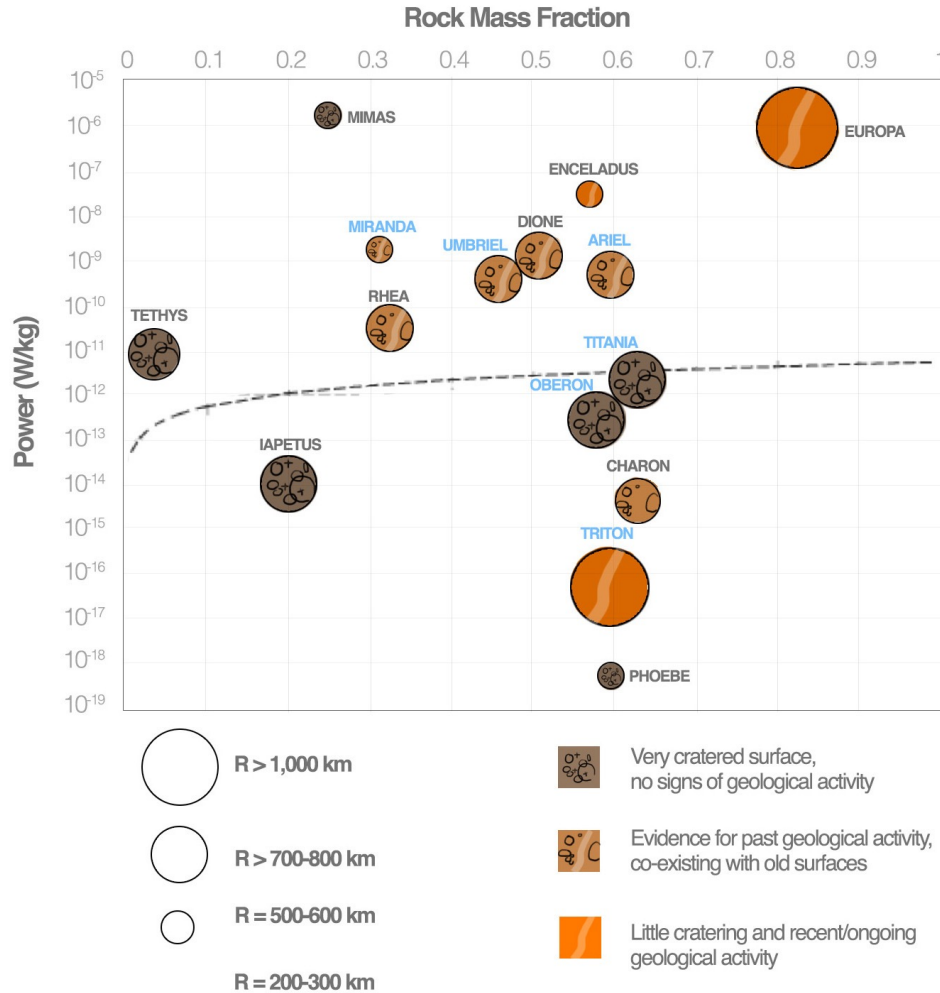 Rock Mass Fraction
0 0.1 0.2 0.3 0.4 0.5 0.6 0.7 0.8 0.9 1
Power (W/kg)
10⁻⁵
10⁻⁶
10⁻⁷
10⁻⁸
10⁻⁹
10⁻¹⁰
10⁻¹¹
10⁻¹²
10⁻¹³
10⁻¹⁴
10⁻¹⁵
10⁻¹⁶
10⁻¹⁷
10⁻¹⁸
10⁻¹⁹
MIMAS
EUROPA
ENCELADUS
MIRANDA
DIONE
UMBRIEL
ARIEL
RHEA
TETHYS
TITANIA
OBERON
IAPETUS
CHARON
TRITON
PHOEBE
R > 1,000 km
R > 700-800 km
R = 500-600 km
R = 200-300 km
Very cratered surface,
no signs of geological activity
Evidence for past geological activity,
co-existing with old surfaces
Little cratering and recent/ongoing
geological activity